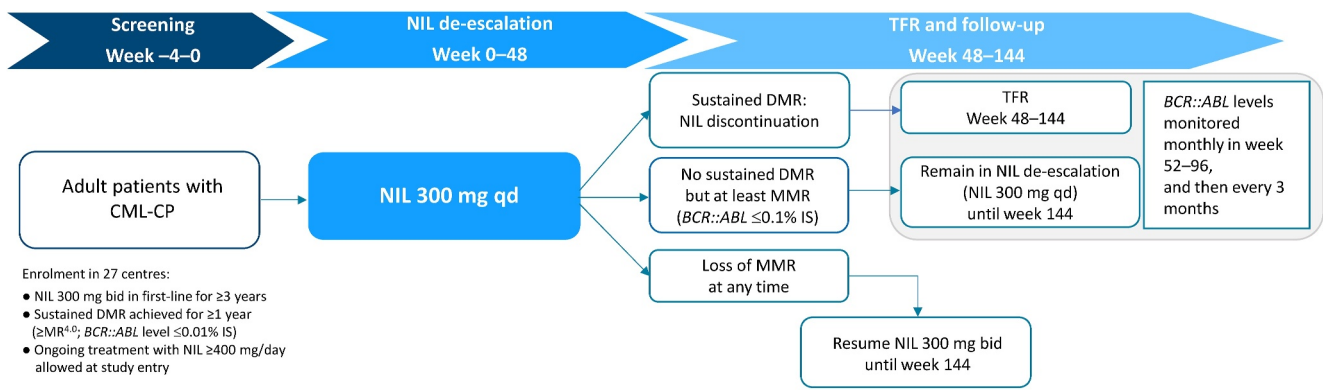 Screening
Week –4–0
NIL de-escalation
Week 0–48
TFR and follow-up
Week 48–144
Adult patients with
CML-CP
NIL 300 mg qd
Sustained DMR:
NIL discontinuation
No sustained DMR
but at least MMR
(BCR::ABL ≤0.1% IS)
Loss of MMR
at any time
TFR
Week 48–144
Remain in NIL de-escalation
(NIL 300 mg qd)
until week 144
BCR::ABL levels
monitored
monthly in week
52–96,
and then every 3
months
Resume NIL 300 mg bid
until week 144
Enrolment in 27 centres:
● NIL 300 mg bid in first-line for ≥3 years
● Sustained DMR achieved for ≥1 year
(≥MR4.0; BCR::ABL level ≤0.01% IS)
● Ongoing treatment with NIL ≥400 mg/day
allowed at study entry